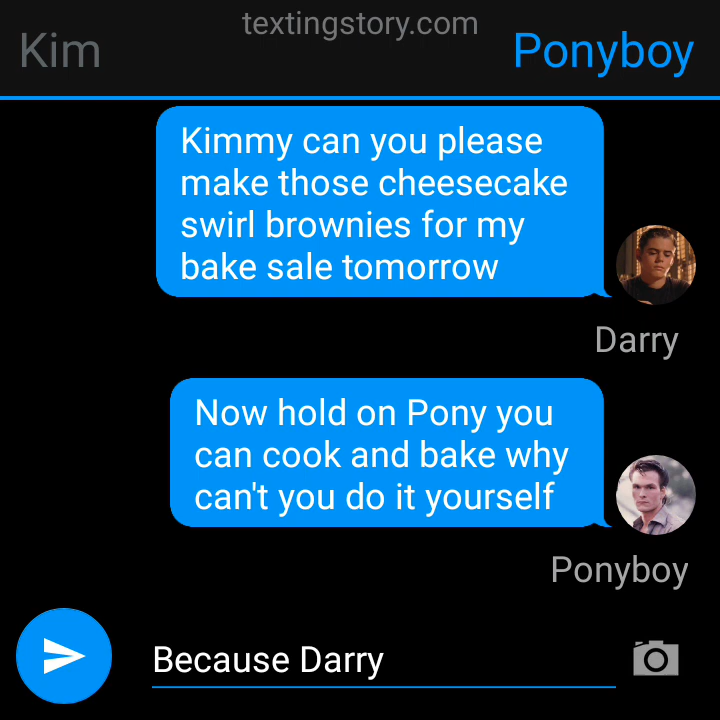 textingstory.com
Kim
Ponyboy
Kimmy can you please
make those cheesecake
swirl brownies for my
bake sale tomorrow
Darry
Now hold on Pony you
can cook and bake why
can't you do it yourself
Ponyboy
Because Darry